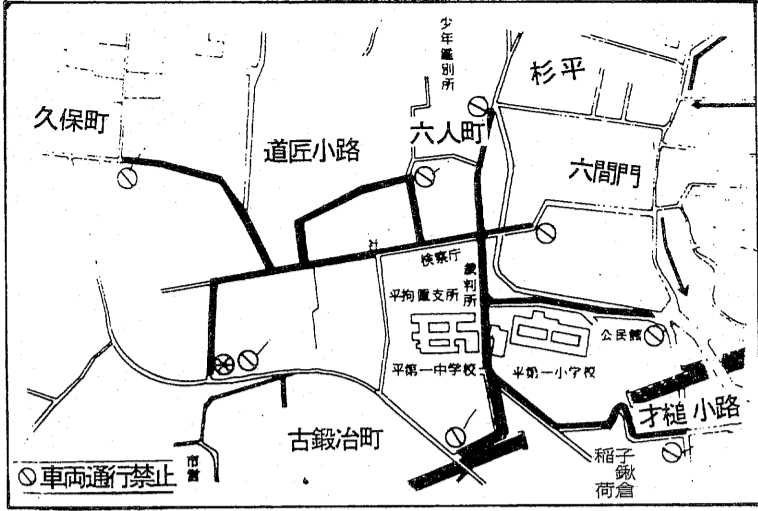 少年鑑別所
杉平
久保町
六人町
道匠小路
六間門
検察庁
裁判所
平拘置支所
公民館
平第一中学校
平第一小学校
才槌小路
古鍛冶町
市営
稲荷
子鍬倉
車両通行禁止